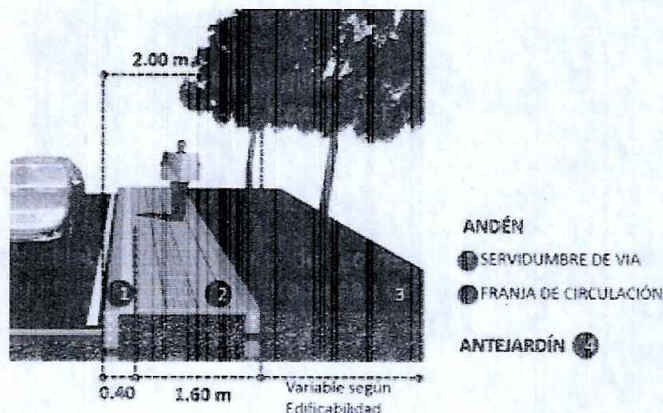 2.00 m
1
2
3
ANDÉN
SERVIDUMBRE DE VIA
FRANJA DE CIRCULACIÓN
ANTEJARDÍN
0.40
1.60 m
Variable según
Edificabilidad